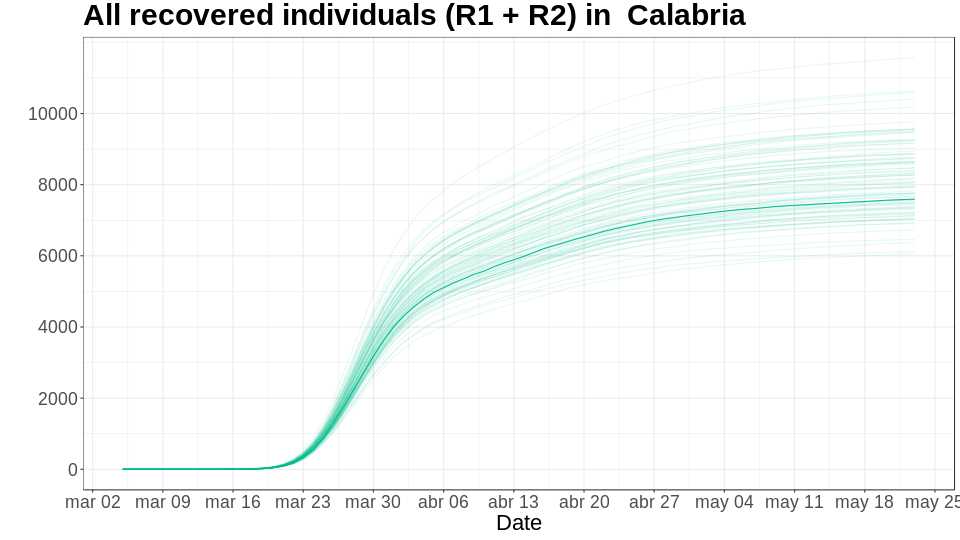 All recovered individuals (R1 + R2) in  Calabria
10000
8000
6000
4000
2000
0
mar 02 mar 09 mar 16 mar 23 mar 30 abr 06 abr 13 abr 20 abr 27 may 04 may 11 may 18 may 25
Date